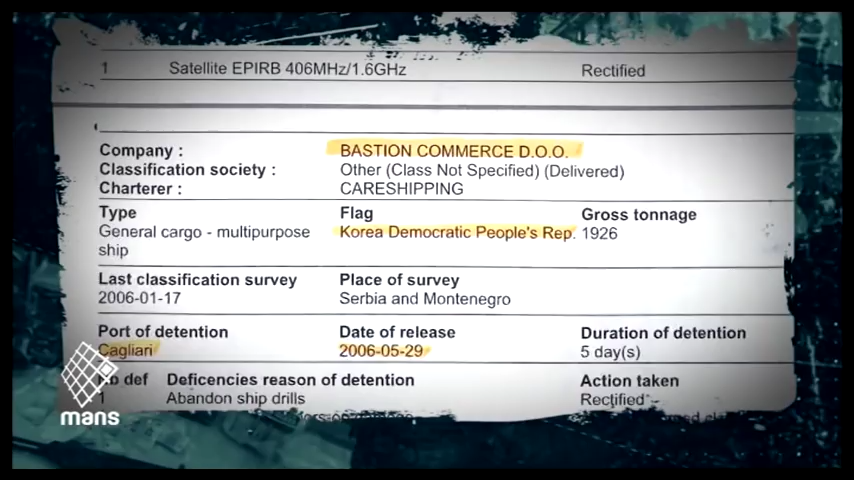 1 Satellite EPIRB 406MHz/1.6GHz Rectified
Company : BASTION COMMERCE D.O.O.
Classification society : Other (Class Not Specified) (Delivered)
Charterer : CARESHIPPING
Type Flag Gross tonnage
General cargo - multipurpose Korea Democratic People's Rep. 1926
ship
Last classification survey Place of survey
2006-01-17 Serbia and Montenegro
Port of detention Date of release Duration of detention
Cagliari 2006-05-29 5 day(s)
def Deficencies reason of detention Action taken
1 Abandon ship drills Rectified
mans